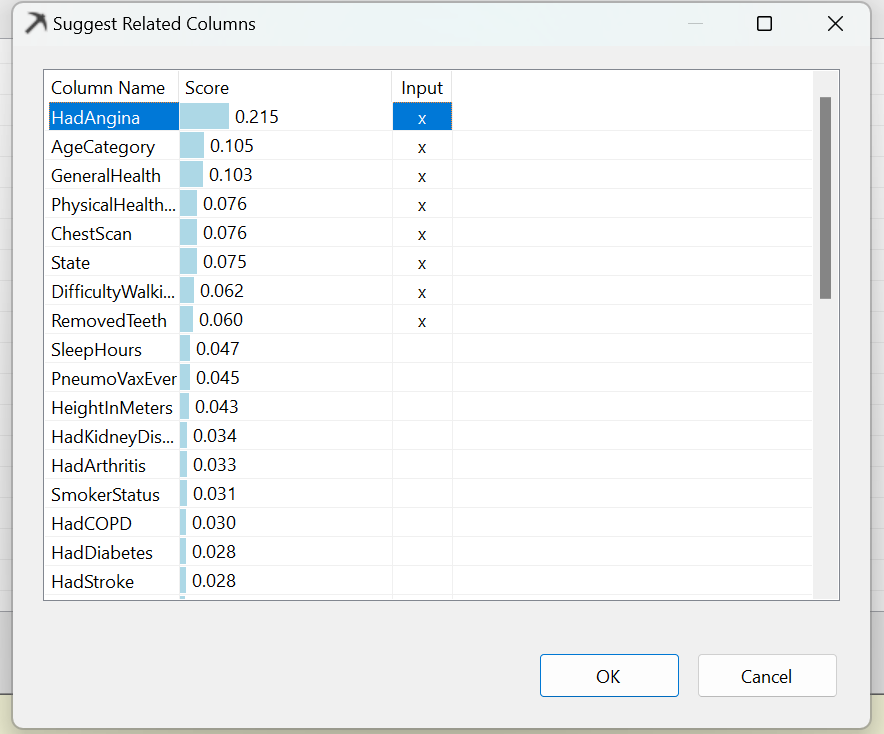 Suggest Related Columns
Column Name Score Input
HadAngina 0.215 x
AgeCategory 0.105 x
GeneralHealth 0.103 x
PhysicalHealth... 0.076 x
ChestScan 0.076 x
State 0.075 x
DifficultyWalki... 0.062 x
RemovedTeeth 0.060 x
SleepHours 0.047
PneumoVaxEver 0.045
HeightInMeters 0.043
HadKidneyDis... 0.034
HadArthritis 0.033
SmokerStatus 0.031
HadCOPD 0.030
HadDiabetes 0.028
HadStroke 0.028
OK Cancel